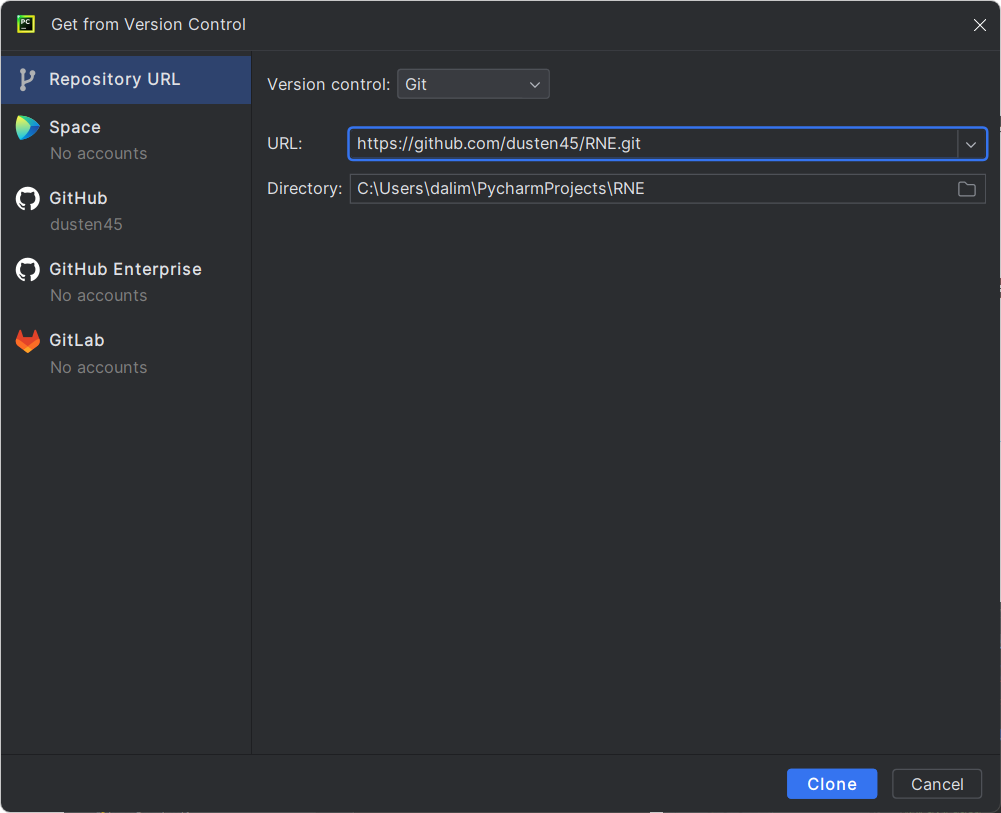 Get from Version Control
Repository URL
Space
No accounts
GitHub
dusten45
GitHub Enterprise
No accounts
GitLab
No accounts
Version control: Git
URL: https://github.com/dusten45/RNE.git
Directory: C:\Users\dalim\PycharmProjects\RNE
Clone Cancel